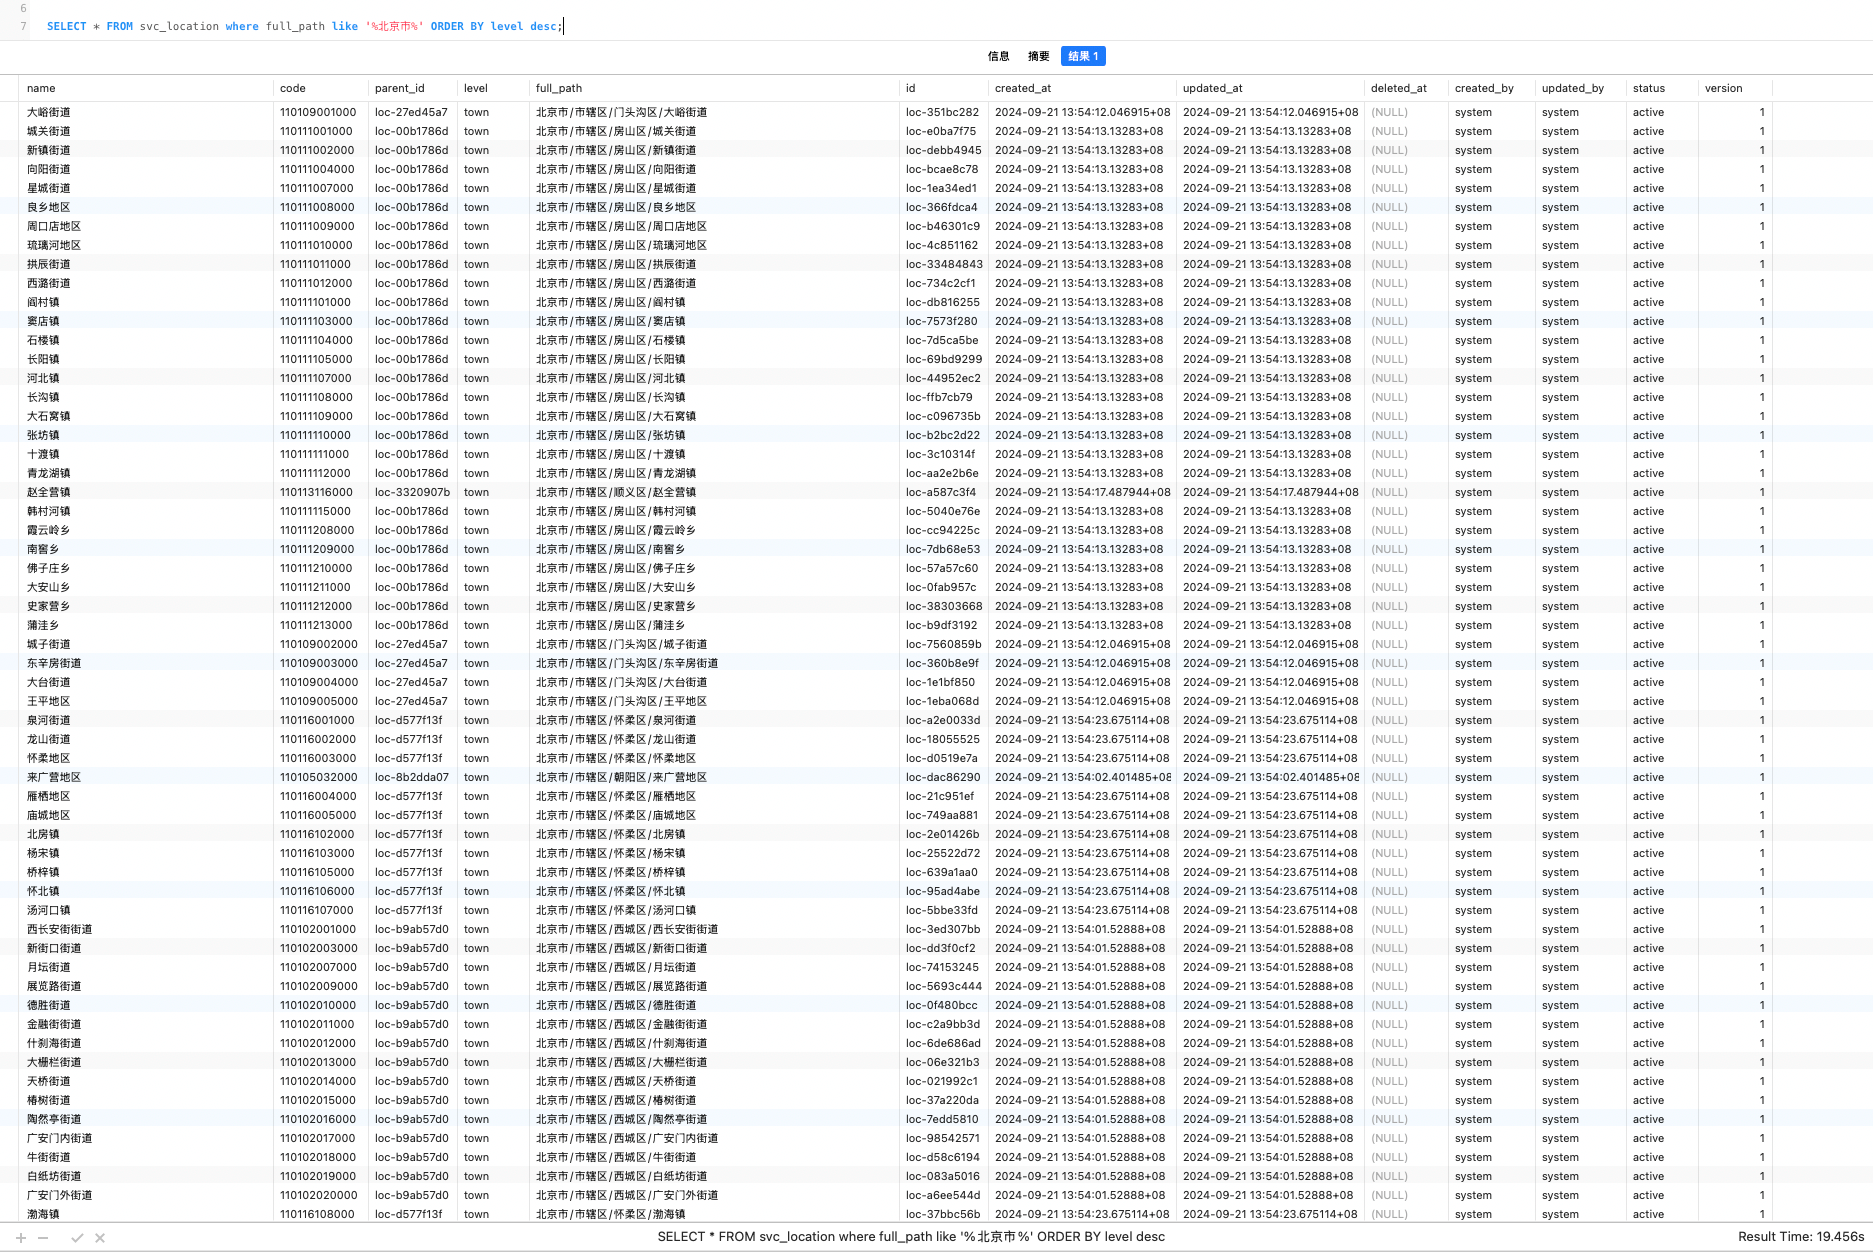 6
7 SELECT * FROM svc_location where full_path like '%北京市%' ORDER BY level desc;
信息 摘要 结果 1
name code parent_id level full_path id created_at updated_at deleted_at created_by updated_by status version
大峪街道 110109001000 loc-27ed45a7 town 北京市/市辖区/门头沟区/大峪街道 loc-351bc282 2024-09-21 13:54:12.046915+08 2024-09-21 13:54:12.046915+08 (NULL) system system active 1
城关街道 110111001000 loc-00b1786d town 北京市/市辖区/房山区/城关街道 loc-e0ba7f75 2024-09-21 13:54:13.13283+08 2024-09-21 13:54:13.13283+08 (NULL) system system active 1
新镇街道 110111002000 loc-00b1786d town 北京市/市辖区/房山区/新镇街道 loc-debb4945 2024-09-21 13:54:13.13283+08 2024-09-21 13:54:13.13283+08 (NULL) system system active 1
向阳街道 110111004000 loc-00b1786d town 北京市/市辖区/房山区/向阳街道 loc-bcae8c78 2024-09-21 13:54:13.13283+08 2024-09-21 13:54:13.13283+08 (NULL) system system active 1
星城街道 110111007000 loc-00b1786d town 北京市/市辖区/房山区/星城街道 loc-1ea34ed1 2024-09-21 13:54:13.13283+08 2024-09-21 13:54:13.13283+08 (NULL) system system active 1
良乡地区 110111008000 loc-00b1786d town 北京市/市辖区/房山区/良乡地区 loc-366fdca4 2024-09-21 13:54:13.13283+08 2024-09-21 13:54:13.13283+08 (NULL) system system active 1
周口店地区 110111009000 loc-00b1786d town 北京市/市辖区/房山区/周口店地区 loc-b46301c9 2024-09-21 13:54:13.13283+08 2024-09-21 13:54:13.13283+08 (NULL) system system active 1
琉璃河地区 110111010000 loc-00b1786d town 北京市/市辖区/房山区/琉璃河地区 loc-4c851162 2024-09-21 13:54:13.13283+08 2024-09-21 13:54:13.13283+08 (NULL) system system active 1
拱辰街道 110111011000 loc-00b1786d town 北京市/市辖区/房山区/拱辰街道 loc-33484843 2024-09-21 13:54:13.13283+08 2024-09-21 13:54:13.13283+08 (NULL) system system active 1
西潞街道 110111012000 loc-00b1786d town 北京市/市辖区/房山区/西潞街道 loc-734c2cf1 2024-09-21 13:54:13.13283+08 2024-09-21 13:54:13.13283+08 (NULL) system system active 1
阎村镇 110111101000 loc-00b1786d town 北京市/市辖区/房山区/阎村镇 loc-db816255 2024-09-21 13:54:13.13283+08 2024-09-21 13:54:13.13283+08 (NULL) system system active 1
窦店镇 110111103000 loc-00b1786d town 北京市/市辖区/房山区/窦店镇 loc-7573f280 2024-09-21 13:54:13.13283+08 2024-09-21 13:54:13.13283+08 (NULL) system system active 1
石楼镇 110111104000 loc-00b1786d town 北京市/市辖区/房山区/石楼镇 loc-7d5ca5be 2024-09-21 13:54:13.13283+08 2024-09-21 13:54:13.13283+08 (NULL) system system active 1
长阳镇 110111105000 loc-00b1786d town 北京市/市辖区/房山区/长阳镇 loc-69bd9299 2024-09-21 13:54:13.13283+08 2024-09-21 13:54:13.13283+08 (NULL) system system active 1
河北镇 110111107000 loc-00b1786d town 北京市/市辖区/房山区/河北镇 loc-44952ec2 2024-09-21 13:54:13.13283+08 2024-09-21 13:54:13.13283+08 (NULL) system system active 1
长沟镇 110111108000 loc-00b1786d town 北京市/市辖区/房山区/长沟镇 loc-ffb7cb79 2024-09-21 13:54:13.13283+08 2024-09-21 13:54:13.13283+08 (NULL) system system active 1
大石窝镇 110111109000 loc-00b1786d town 北京市/市辖区/房山区/大石窝镇 loc-c096735b 2024-09-21 13:54:13.13283+08 2024-09-21 13:54:13.13283+08 (NULL) system system active 1
张坊镇 110111110000 loc-00b1786d town 北京市/市辖区/房山区/张坊镇 loc-b2bc2d22 2024-09-21 13:54:13.13283+08 2024-09-21 13:54:13.13283+08 (NULL) system system active 1
十渡镇 110111111000 loc-00b1786d town 北京市/市辖区/房山区/十渡镇 loc-3c10314f 2024-09-21 13:54:13.13283+08 2024-09-21 13:54:13.13283+08 (NULL) system system active 1
青龙湖镇 110111112000 loc-00b1786d town 北京市/市辖区/房山区/青龙湖镇 loc-aa2e2b6e 2024-09-21 13:54:13.13283+08 2024-09-21 13:54:13.13283+08 (NULL) system system active 1
赵全营镇 110113116000 loc-3320907b town 北京市/市辖区/顺义区/赵全营镇 loc-a587c3f4 2024-09-21 13:54:17.487944+08 2024-09-21 13:54:17.487944+08 (NULL) system system active 1
韩村河镇 110111115000 loc-00b1786d town 北京市/市辖区/房山区/韩村河镇 loc-5040e76e 2024-09-21 13:54:13.13283+08 2024-09-21 13:54:13.13283+08 (NULL) system system active 1
霞云岭乡 110111208000 loc-00b1786d town 北京市/市辖区/房山区/霞云岭乡 loc-cc94225c 2024-09-21 13:54:13.13283+08 2024-09-21 13:54:13.13283+08 (NULL) system system active 1
南窖乡 110111209000 loc-00b1786d town 北京市/市辖区/房山区/南窖乡 loc-7db68e53 2024-09-21 13:54:13.13283+08 2024-09-21 13:54:13.13283+08 (NULL) system system active 1
佛子庄乡 110111210000 loc-00b1786d town 北京市/市辖区/房山区/佛子庄乡 loc-57a57c60 2024-09-21 13:54:13.13283+08 2024-09-21 13:54:13.13283+08 (NULL) system system active 1
大安山乡 110111211000 loc-00b1786d town 北京市/市辖区/房山区/大安山乡 loc-0fab957c 2024-09-21 13:54:13.13283+08 2024-09-21 13:54:13.13283+08 (NULL) system system active 1
史家营乡 110111212000 loc-00b1786d town 北京市/市辖区/房山区/史家营乡 loc-38303668 2024-09-21 13:54:13.13283+08 2024-09-21 13:54:13.13283+08 (NULL) system system active 1
蒲洼乡 110111213000 loc-00b1786d town 北京市/市辖区/房山区/蒲洼乡 loc-b9df3192 2024-09-21 13:54:13.13283+08 2024-09-21 13:54:13.13283+08 (NULL) system system active 1
城子街道 110109002000 loc-27ed45a7 town 北京市/市辖区/门头沟区/城子街道 loc-7560859b 2024-09-21 13:54:12.046915+08 2024-09-21 13:54:12.046915+08 (NULL) system system active 1
东辛房街道 110109003000 loc-27ed45a7 town 北京市/市辖区/门头沟区/东辛房街道 loc-360b8e9f 2024-09-21 13:54:12.046915+08 2024-09-21 13:54:12.046915+08 (NULL) system system active 1
大台街道 110109004000 loc-27ed45a7 town 北京市/市辖区/门头沟区/大台街道 loc-1e1bf850 2024-09-21 13:54:12.046915+08 2024-09-21 13:54:12.046915+08 (NULL) system system active 1
王平地区 110109005000 loc-27ed45a7 town 北京市/市辖区/门头沟区/王平地区 loc-1eba068d 2024-09-21 13:54:12.046915+08 2024-09-21 13:54:12.046915+08 (NULL) system system active 1
泉河街道 110116001000 loc-d577f13f town 北京市/市辖区/怀柔区/泉河街道 loc-a2e0033d 2024-09-21 13:54:23.675114+08 2024-09-21 13:54:23.675114+08 (NULL) system system active 1
龙山街道 110116002000 loc-d577f13f town 北京市/市辖区/怀柔区/龙山街道 loc-18055525 2024-09-21 13:54:23.675114+08 2024-09-21 13:54:23.675114+08 (NULL) system system active 1
怀柔地区 110116003000 loc-d577f13f town 北京市/市辖区/怀柔区/怀柔地区 loc-d0519e7a 2024-09-21 13:54:23.675114+08 2024-09-21 13:54:23.675114+08 (NULL) system system active 1
来广营地区 110105032000 loc-8b2dda07 town 北京市/市辖区/朝阳区/来广营地区 loc-dac86290 2024-09-21 13:54:02.401485+08 2024-09-21 13:54:02.401485+08 (NULL) system system active 1
雁栖地区 110116004000 loc-d577f13f town 北京市/市辖区/怀柔区/雁栖地区 loc-21c951ef 2024-09-21 13:54:23.675114+08 2024-09-21 13:54:23.675114+08 (NULL) system system active 1
庙城地区 110116005000 loc-d577f13f town 北京市/市辖区/怀柔区/庙城地区 loc-749aa881 2024-09-21 13:54:23.675114+08 2024-09-21 13:54:23.675114+08 (NULL) system system active 1
北房镇 110116102000 loc-d577f13f town 北京市/市辖区/怀柔区/北房镇 loc-2e01426b 2024-09-21 13:54:23.675114+08 2024-09-21 13:54:23.675114+08 (NULL) system system active 1
杨宋镇 110116103000 loc-d577f13f town 北京市/市辖区/怀柔区/杨宋镇 loc-25522d72 2024-09-21 13:54:23.675114+08 2024-09-21 13:54:23.675114+08 (NULL) system system active 1
桥梓镇 110116105000 loc-d577f13f town 北京市/市辖区/怀柔区/桥梓镇 loc-639a1aa0 2024-09-21 13:54:23.675114+08 2024-09-21 13:54:23.675114+08 (NULL) system system active 1
怀北镇 110116106000 loc-d577f13f town 北京市/市辖区/怀柔区/怀北镇 loc-95ad4abe 2024-09-21 13:54:23.675114+08 2024-09-21 13:54:23.675114+08 (NULL) system system active 1
汤河口镇 110116107000 loc-d577f13f town 北京市/市辖区/怀柔区/汤河口镇 loc-5bbe33fd 2024-09-21 13:54:23.675114+08 2024-09-21 13:54:23.675114+08 (NULL) system system active 1
西长安街街道 110102001000 loc-b9ab57d0 town 北京市/市辖区/西城区/西长安街街道 loc-3ed307bb 2024-09-21 13:54:01.52888+08 2024-09-21 13:54:01.52888+08 (NULL) system system active 1
新街口街道 110102003000 loc-b9ab57d0 town 北京市/市辖区/西城区/新街口街道 loc-dd3f0cf2 2024-09-21 13:54:01.52888+08 2024-09-21 13:54:01.52888+08 (NULL) system system active 1
月坛街道 110102007000 loc-b9ab57d0 town 北京市/市辖区/西城区/月坛街道 loc-74153245 2024-09-21 13:54:01.52888+08 2024-09-21 13:54:01.52888+08 (NULL) system system active 1
展览路街道 110102009000 loc-b9ab57d0 town 北京市/市辖区/西城区/展览路街道 loc-5693c444 2024-09-21 13:54:01.52888+08 2024-09-21 13:54:01.52888+08 (NULL) system system active 1
德胜街道 110102010000 loc-b9ab57d0 town 北京市/市辖区/西城区/德胜街道 loc-0f480bcc 2024-09-21 13:54:01.52888+08 2024-09-21 13:54:01.52888+08 (NULL) system system active 1
金融街街道 110102011000 loc-b9ab57d0 town 北京市/市辖区/西城区/金融街街道 loc-c2a9bb3d 2024-09-21 13:54:01.52888+08 2024-09-21 13:54:01.52888+08 (NULL) system system active 1
什刹海街道 110102012000 loc-b9ab57d0 town 北京市/市辖区/西城区/什刹海街道 loc-6de686ad 2024-09-21 13:54:01.52888+08 2024-09-21 13:54:01.52888+08 (NULL) system system active 1
大栅栏街道 110102013000 loc-b9ab57d0 town 北京市/市辖区/西城区/大栅栏街道 loc-06e321b3 2024-09-21 13:54:01.52888+08 2024-09-21 13:54:01.52888+08 (NULL) system system active 1
天桥街道 110102014000 loc-b9ab57d0 town 北京市/市辖区/西城区/天桥街道 loc-021992c1 2024-09-21 13:54:01.52888+08 2024-09-21 13:54:01.52888+08 (NULL) system system active 1
椿树街道 110102015000 loc-b9ab57d0 town 北京市/市辖区/西城区/椿树街道 loc-37a220da 2024-09-21 13:54:01.52888+08 2024-09-21 13:54:01.52888+08 (NULL) system system active 1
陶然亭街道 110102016000 loc-b9ab57d0 town 北京市/市辖区/西城区/陶然亭街道 loc-7edd5810 2024-09-21 13:54:01.52888+08 2024-09-21 13:54:01.52888+08 (NULL) system system active 1
广安门内街道 110102017000 loc-b9ab57d0 town 北京市/市辖区/西城区/广安门内街道 loc-98542571 2024-09-21 13:54:01.52888+08 2024-09-21 13:54:01.52888+08 (NULL) system system active 1
牛街街道 110102018000 loc-b9ab57d0 town 北京市/市辖区/西城区/牛街街道 loc-d58c6194 2024-09-21 13:54:01.52888+08 2024-09-21 13:54:01.52888+08 (NULL) system system active 1
白纸坊街道 110102019000 loc-b9ab57d0 town 北京市/市辖区/西城区/白纸坊街道 loc-083a5016 2024-09-21 13:54:01.52888+08 2024-09-21 13:54:01.52888+08 (NULL) system system active 1
广安门外街道 110102020000 loc-b9ab57d0 town 北京市/市辖区/西城区/广安门外街道 loc-a6ee544d 2024-09-21 13:54:01.52888+08 2024-09-21 13:54:01.52888+08 (NULL) system system active 1
渤海镇 110116108000 loc-d577f13f town 北京市/市辖区/怀柔区/渤海镇 loc-37bbc56b 2024-09-21 13:54:23.675114+08 2024-09-21 13:54:23.675114+08 (NULL) system system active 1
SELECT * FROM svc_location where full_path like '%北京市%' ORDER BY level desc Result Time: 19.456s